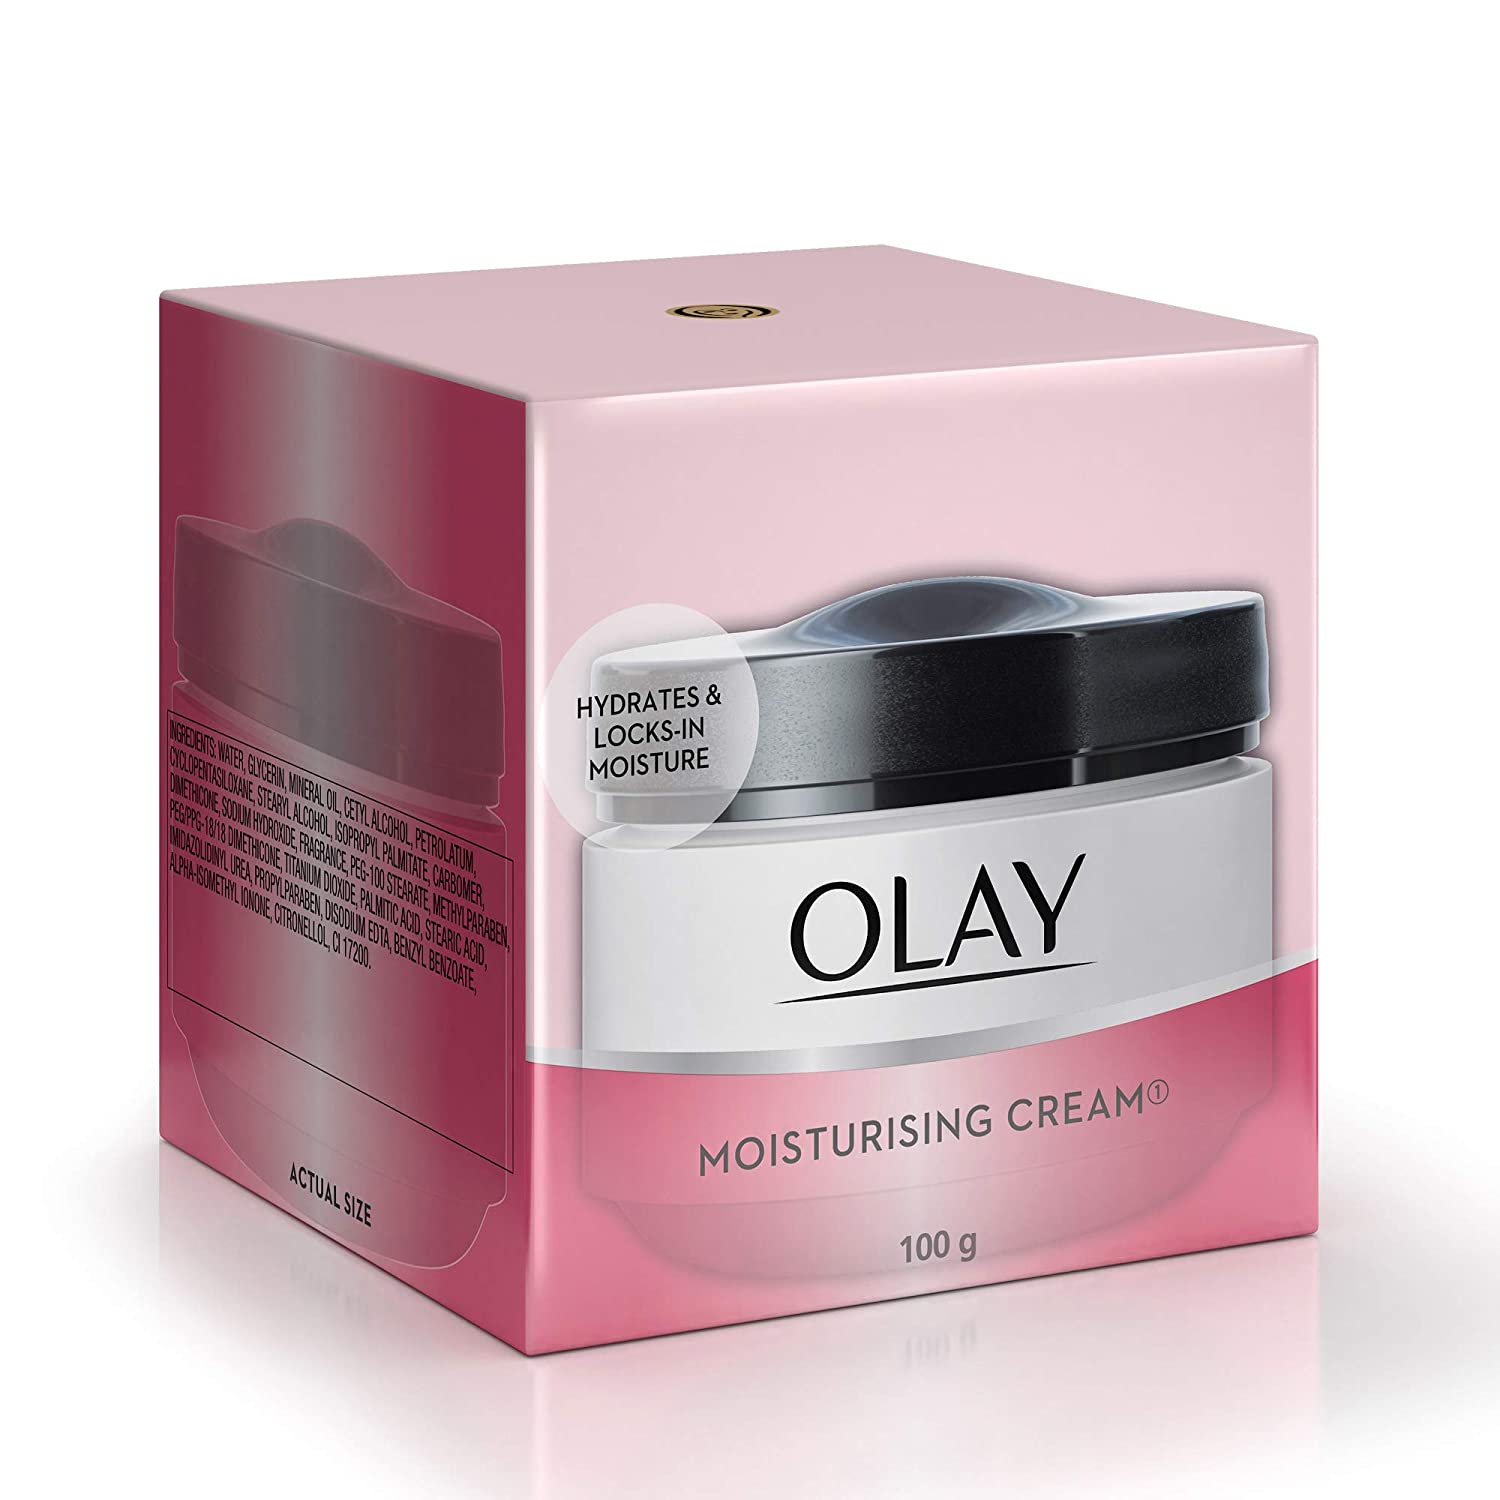 INGREDIENTS: WATER, GLYCERIN, MINERAL OIL, CETYL ALCOHOL, PETROLATUM,
CYCLOPENTASILOXANE, STEARYL ALCOHOL, ISOPROPYL PALMITATE, CARBOMER,
DIMETHICONE, SODIUM HYDROXIDE, FRAGRANCE, PEG-100 STEARATE, METHYLPARABEN,
PEG/PPG-18/18 DIMETHICONE, TITANIUM DIOXIDE, PALMITIC ACID, STEARIC ACID,
IMIDAZOLIDINYL UREA, PROPYLPARABEN, DISODIUM EDTA, BENZYL BENZOATE,
ALPHA-ISOMETHYL IONONE, CITRONELLOL, CI 17200.
ACTUAL SIZE
HYDRATES &
LOCKS-IN
MOISTURE
OLAY
MOISTURISING CREAM①
100 g